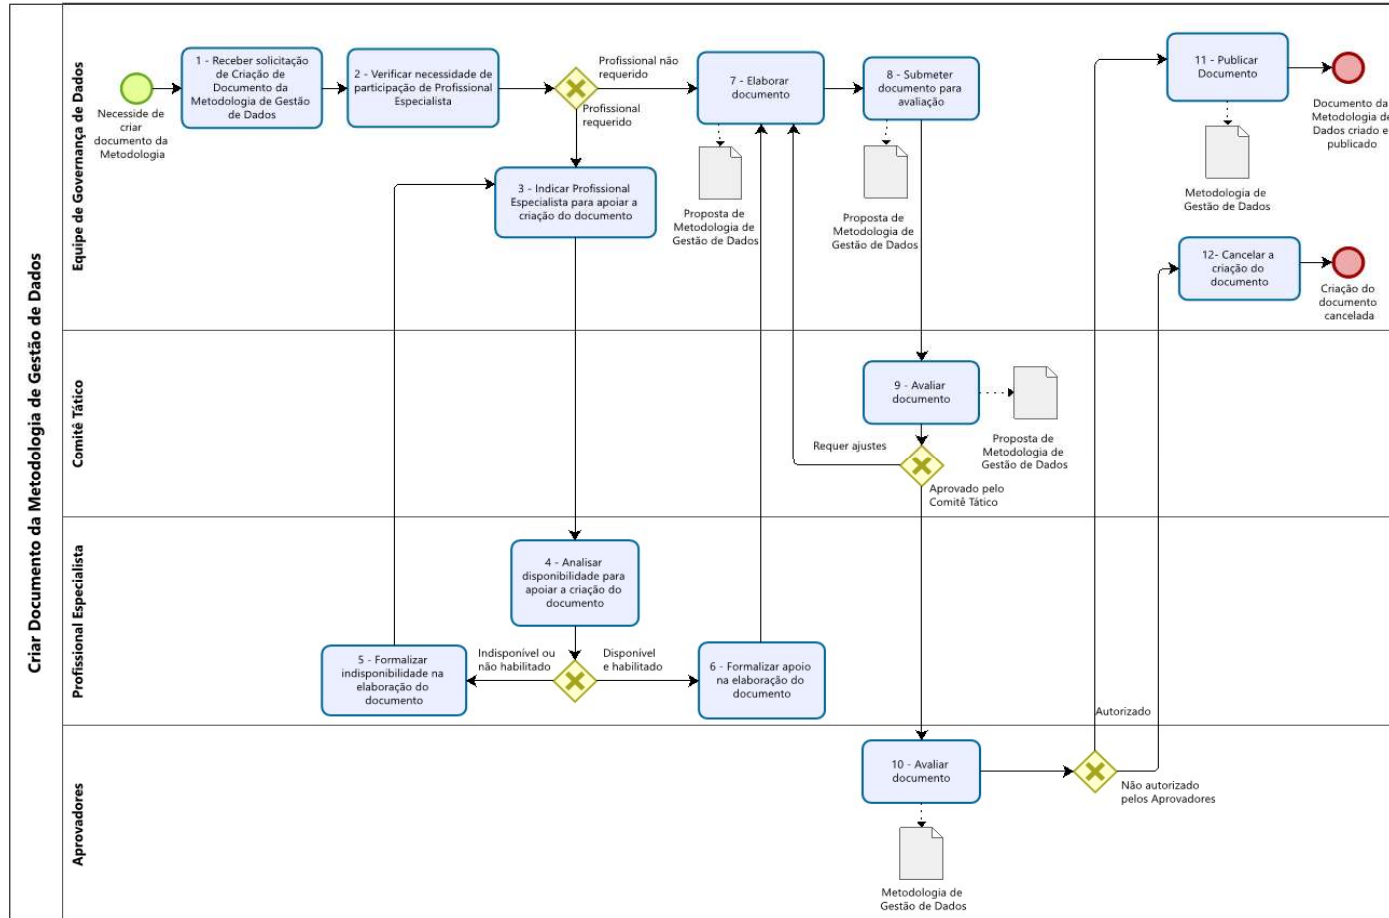 Criar Documento da Metodologia de Gestão de Dados
Equipe de Governança de Dados
Necesside de
criar
documento da
Metodologia
1 - Receber solicitação
de Criação de
Documento da
Metodologia de Gestão
de Dados
2 - Verificar necessidade de
participação de Profissional
Especialista
Profissional não
requerido
Profissional
requerido
3 - Indicar Profissional
Especialista para apoiar a
criação do documento
7 - Elaborar
documento
Proposta de
Metodologia de
Gestão de Dados
8 - Submeter
documento para
avaliação
Proposta de
Metodologia de
Gestão de Dados
11 - Publicar
Documento
Metodologia de
Gestão de Dados
Documento da
Metodologia de
Dados criado e
publicado
12- Cancelar a
criação do
documento
Criação do
documento
cancelada
Comitê Tático
9 - Avaliar
documento
Proposta de
Metodologia de
Gestão de Dados
Requer ajustes
Aprovado pelo
Comitê Tático
Profissional Especialista
4 - Analisar
disponibilidade para
apoiar a criação do
documento
Indisponível ou
não habilitado
Disponível
e habilitado
5 - Formalizar
indisponibilidade na
elaboração do
documento
6 - Formalizar apoio
na elaboração do
documento
Aprovadores
10 - Avaliar
documento
Metodologia de
Gestão de Dados
Autorizado
Não autorizado
pelos Aprovadores